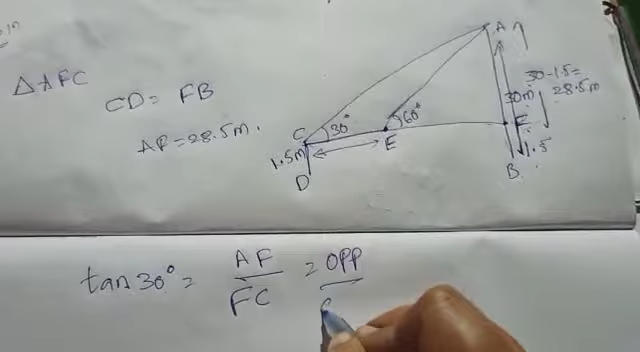 ΔAFC
CD = FB
AF = 28.5m.
A
30-1.5=
28.5m
30m
C 30° 60° F
1.5m E 1.5
D B
tan 30° = AF/FC = OPP